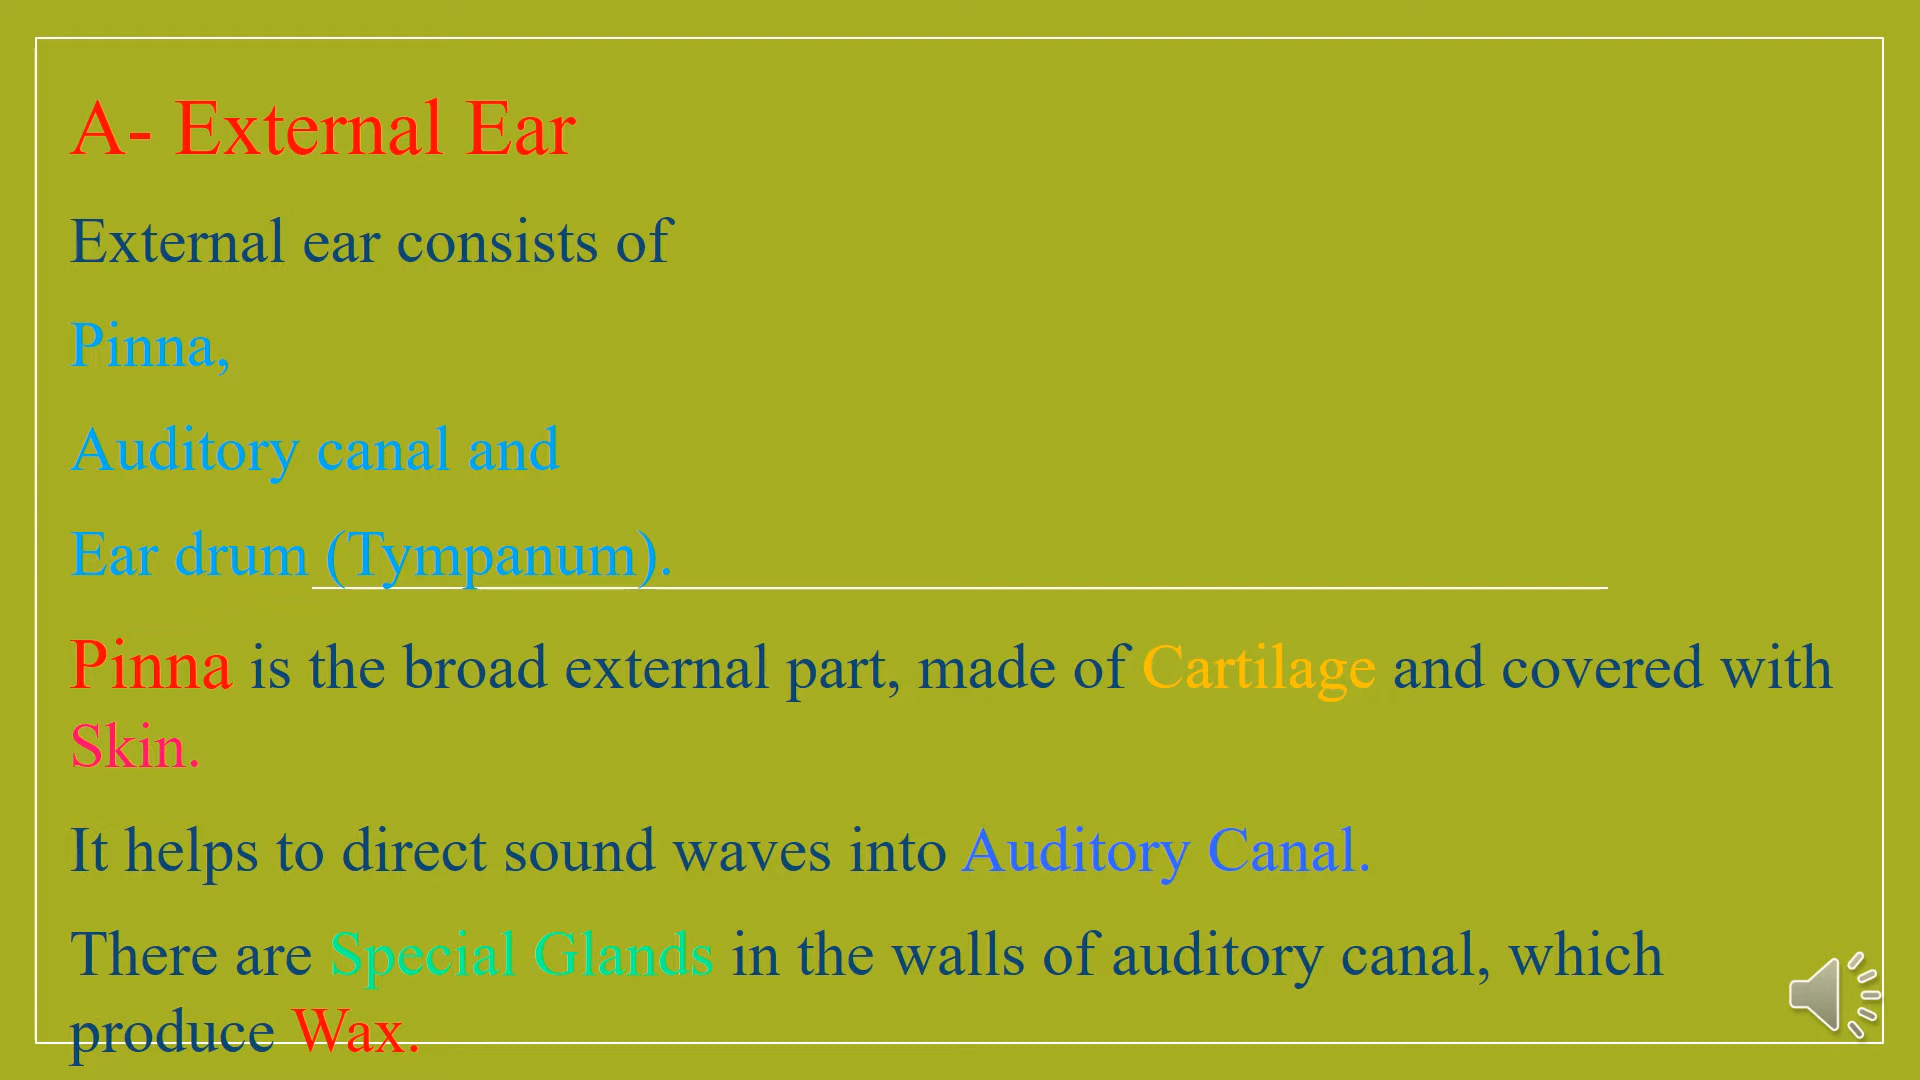 A- External Ear
External ear consists of
Pinna,
Auditory canal and
Ear drum (Tympanum).
Pinna is the broad external part, made of Cartilage and covered with
Skin.
It helps to direct sound waves into Auditory Canal.
There are Special Glands in the walls of auditory canal, which
produce Wax.